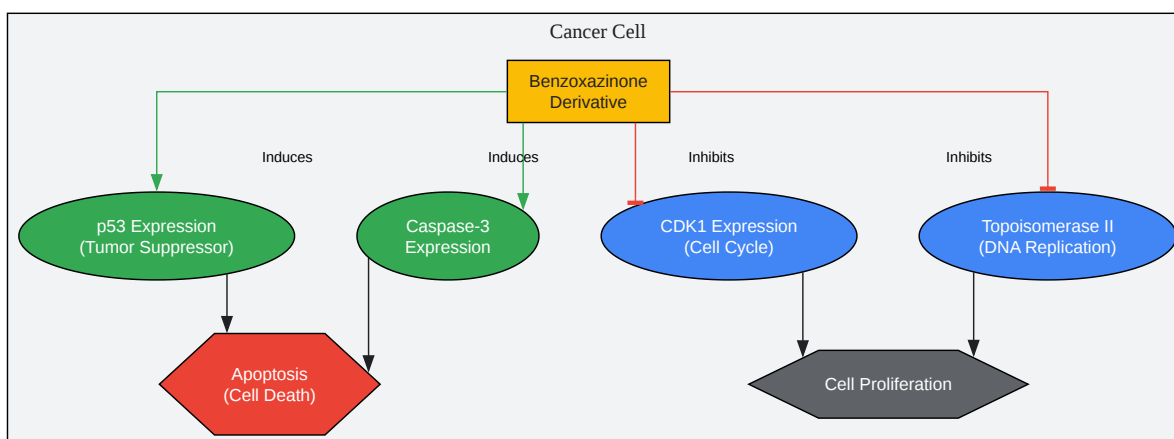 Cancer Cell
Benzoxazinone
Derivative
Induces
Induces
Inhibits
Inhibits
p53 Expression
(Tumor Suppressor)
Caspase-3
Expression
CDK1 Expression
(Cell Cycle)
Topoisomerase II
(DNA Replication)
Apoptosis
(Cell Death)
Cell Proliferation